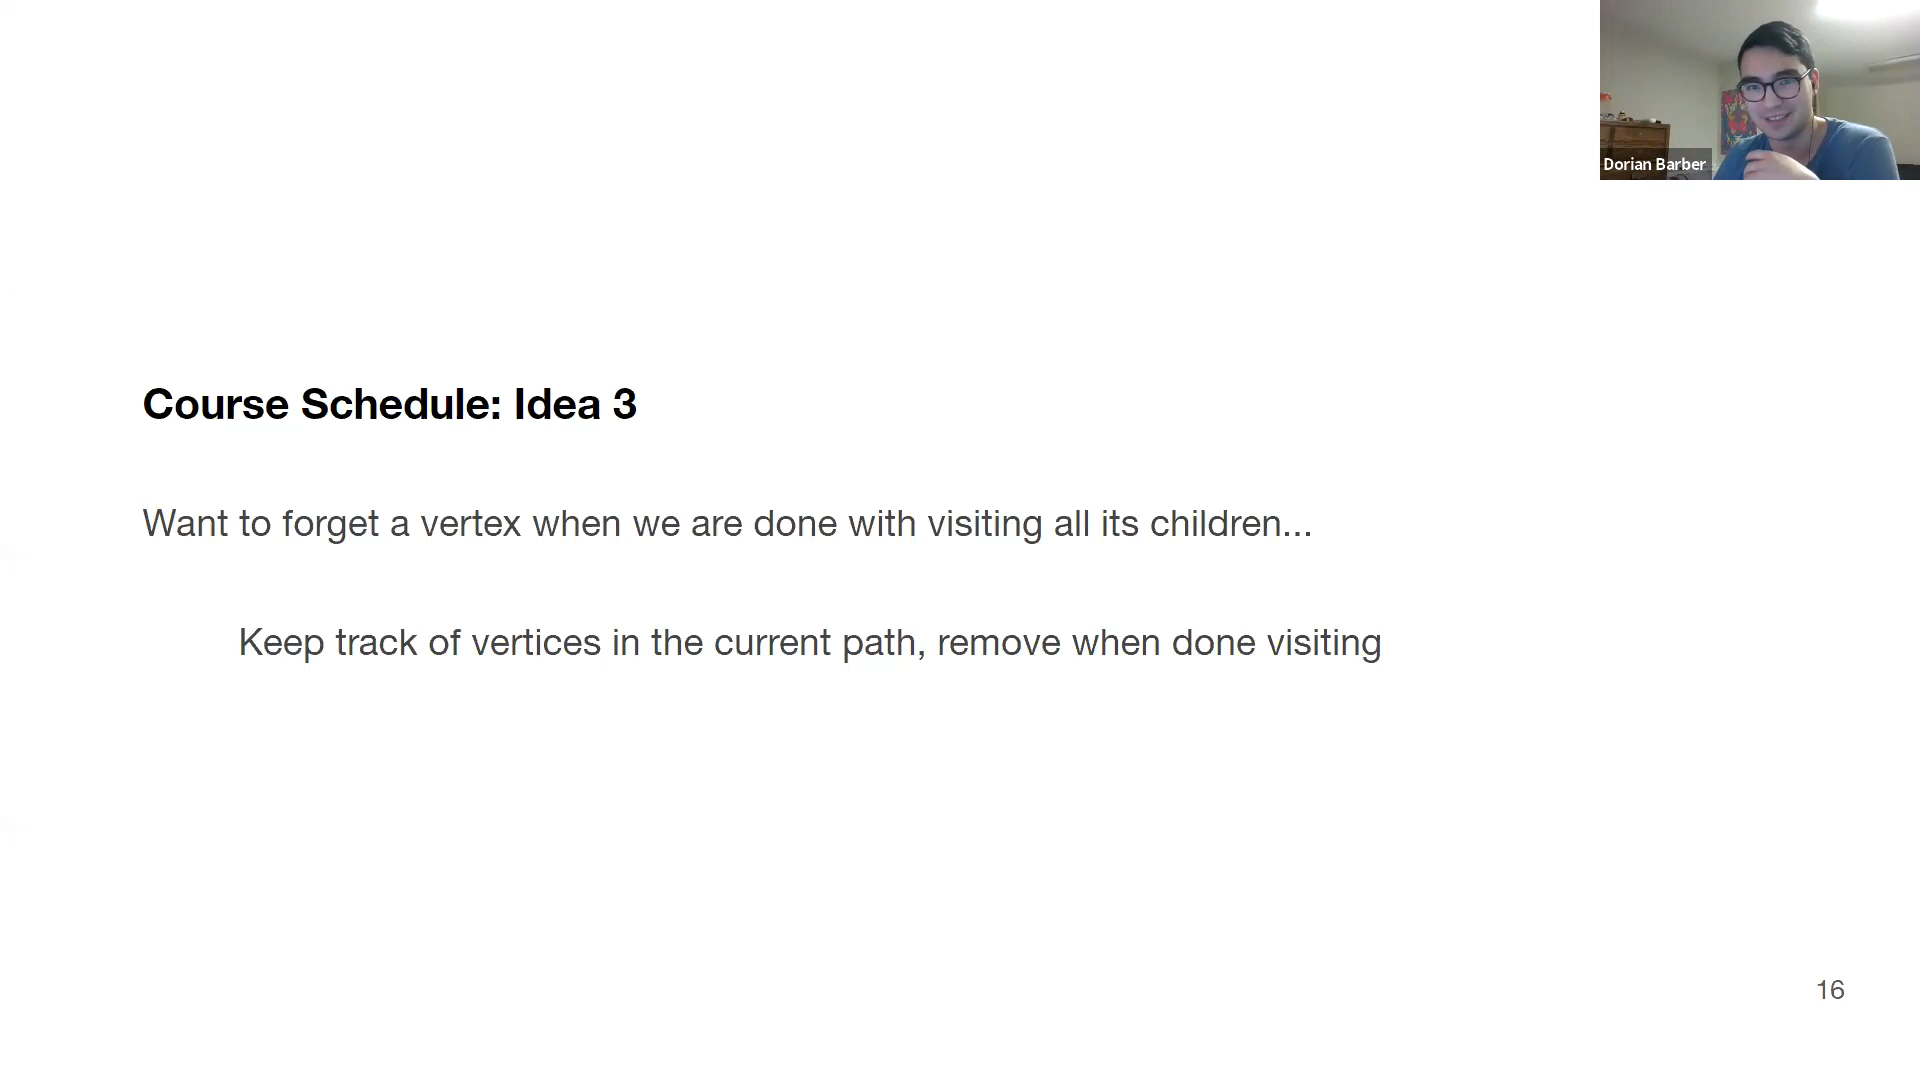 Dorian Barber
Course Schedule: Idea 3
Want to forget a vertex when we are done with visiting all its children...
Keep track of vertices in the current path, remove when done visiting
16